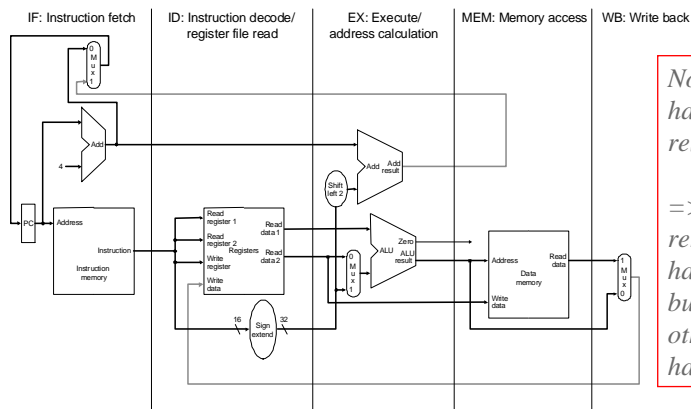 IF: Instruction fetch
ID: Instruction decode/
register file read
EX: Execute/
address calculation
MEM: Memory access
WB: Write back
0
M
u
x
1
Add
4
PC
Address
Instruction
Instruction
memory
Read
register 1
Read
register 2
Registers
Write
register
Write
data
Read
data 1
Read
data 2
16
Sign
extend
32
Shift
left 2
Add
Add
result
0
M
u
x
1
ALU
Zero
ALU
result
Address
Write
data
Data
memory
Read
data
1
M
u
x
0
No
ha
re
=>
re
ha
bu
ot
ha